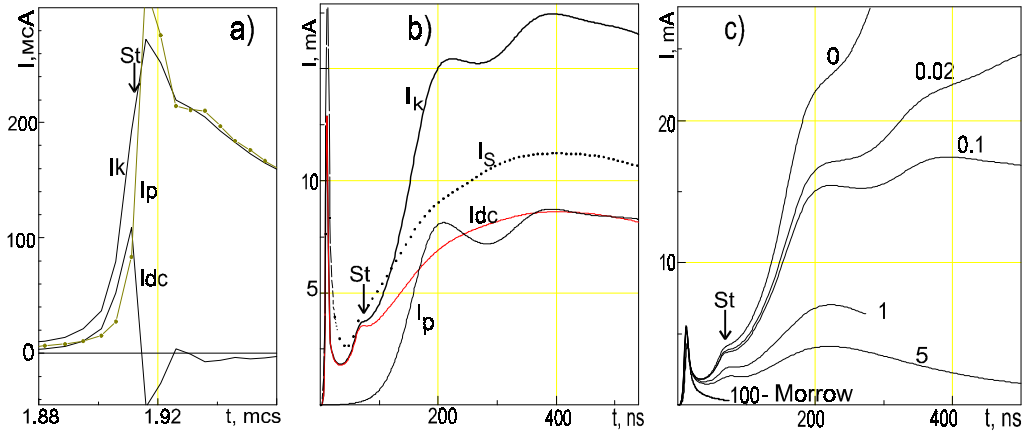 I,мсА
a)
St
200
Ik
Ip
100
Idc
0
1.88
1.92
t, mcs
I, mA
b)
Ik
IS
10
Idc
St
5
Ip
200
400
t, ns
c)
0
0.02
20
0.1
10
St
1
5
100- Morrow
200
400
t, ns